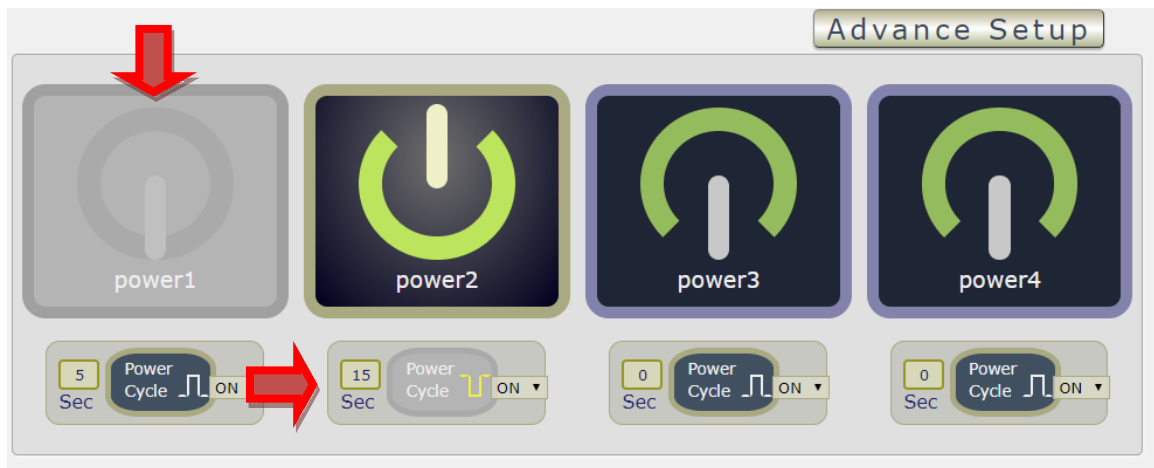 Advance Setup
power1
power2
power3
power4
5
Sec
Power
Cycle
ON
15
Sec
Power
Cycle
ON
0
Sec
Power
Cycle
ON
0
Sec
Power
Cycle
ON